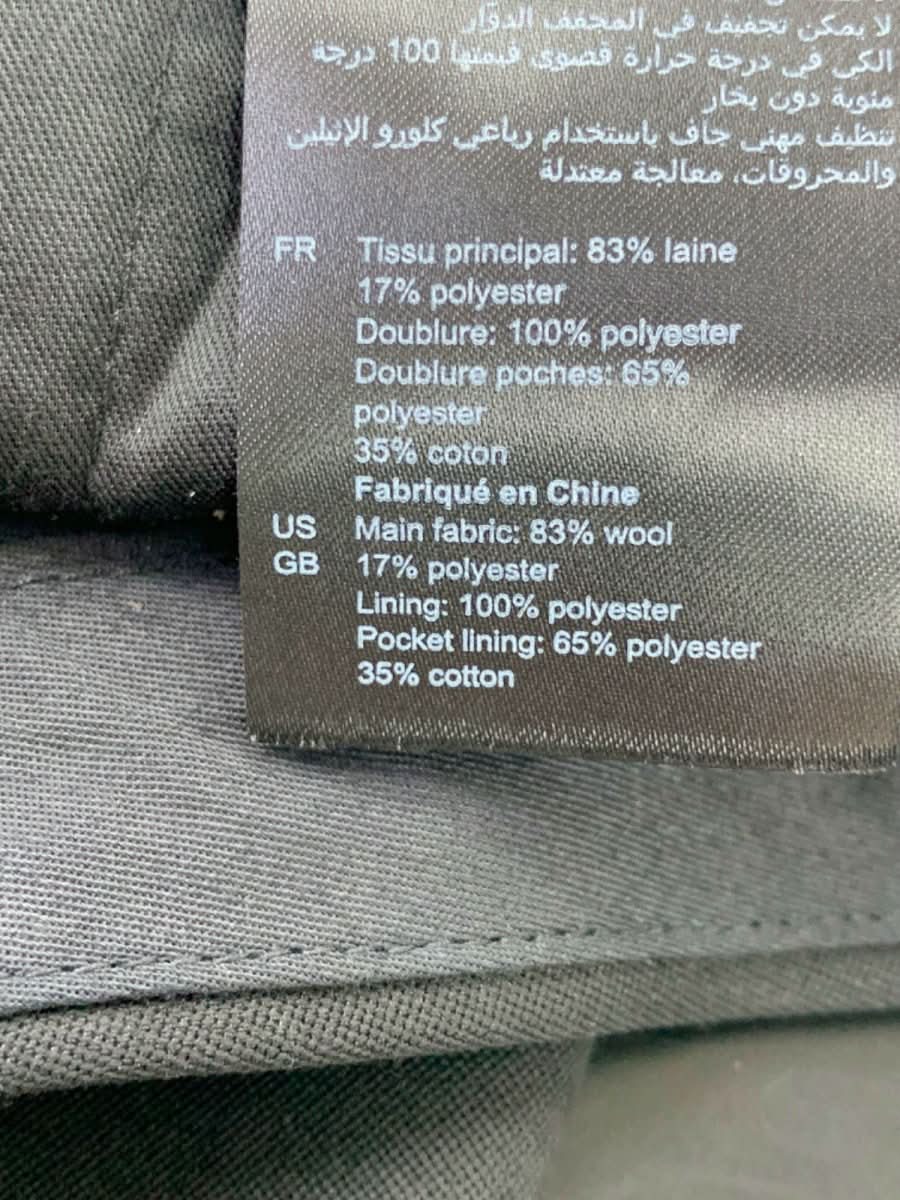 لا يمكن تجفيف في المجفف الدوّار
الكي في درجة حرارة قصوى قيمتها 100 درجة
مئوية دون بخار
تنظيف مهني جاف باستخدام رباعي كلورو الإثيلين
والمحروقات، معالجة معتدلة
FR Tissu principal: 83% laine
17% polyester
Doublure: 100% polyester
Doublure poches: 65%
polyester
35% coton
Fabriqué en Chine
US Main fabric: 83% wool
GB 17% polyester
Lining: 100% polyester
Pocket lining: 65% polyester
35% cotton